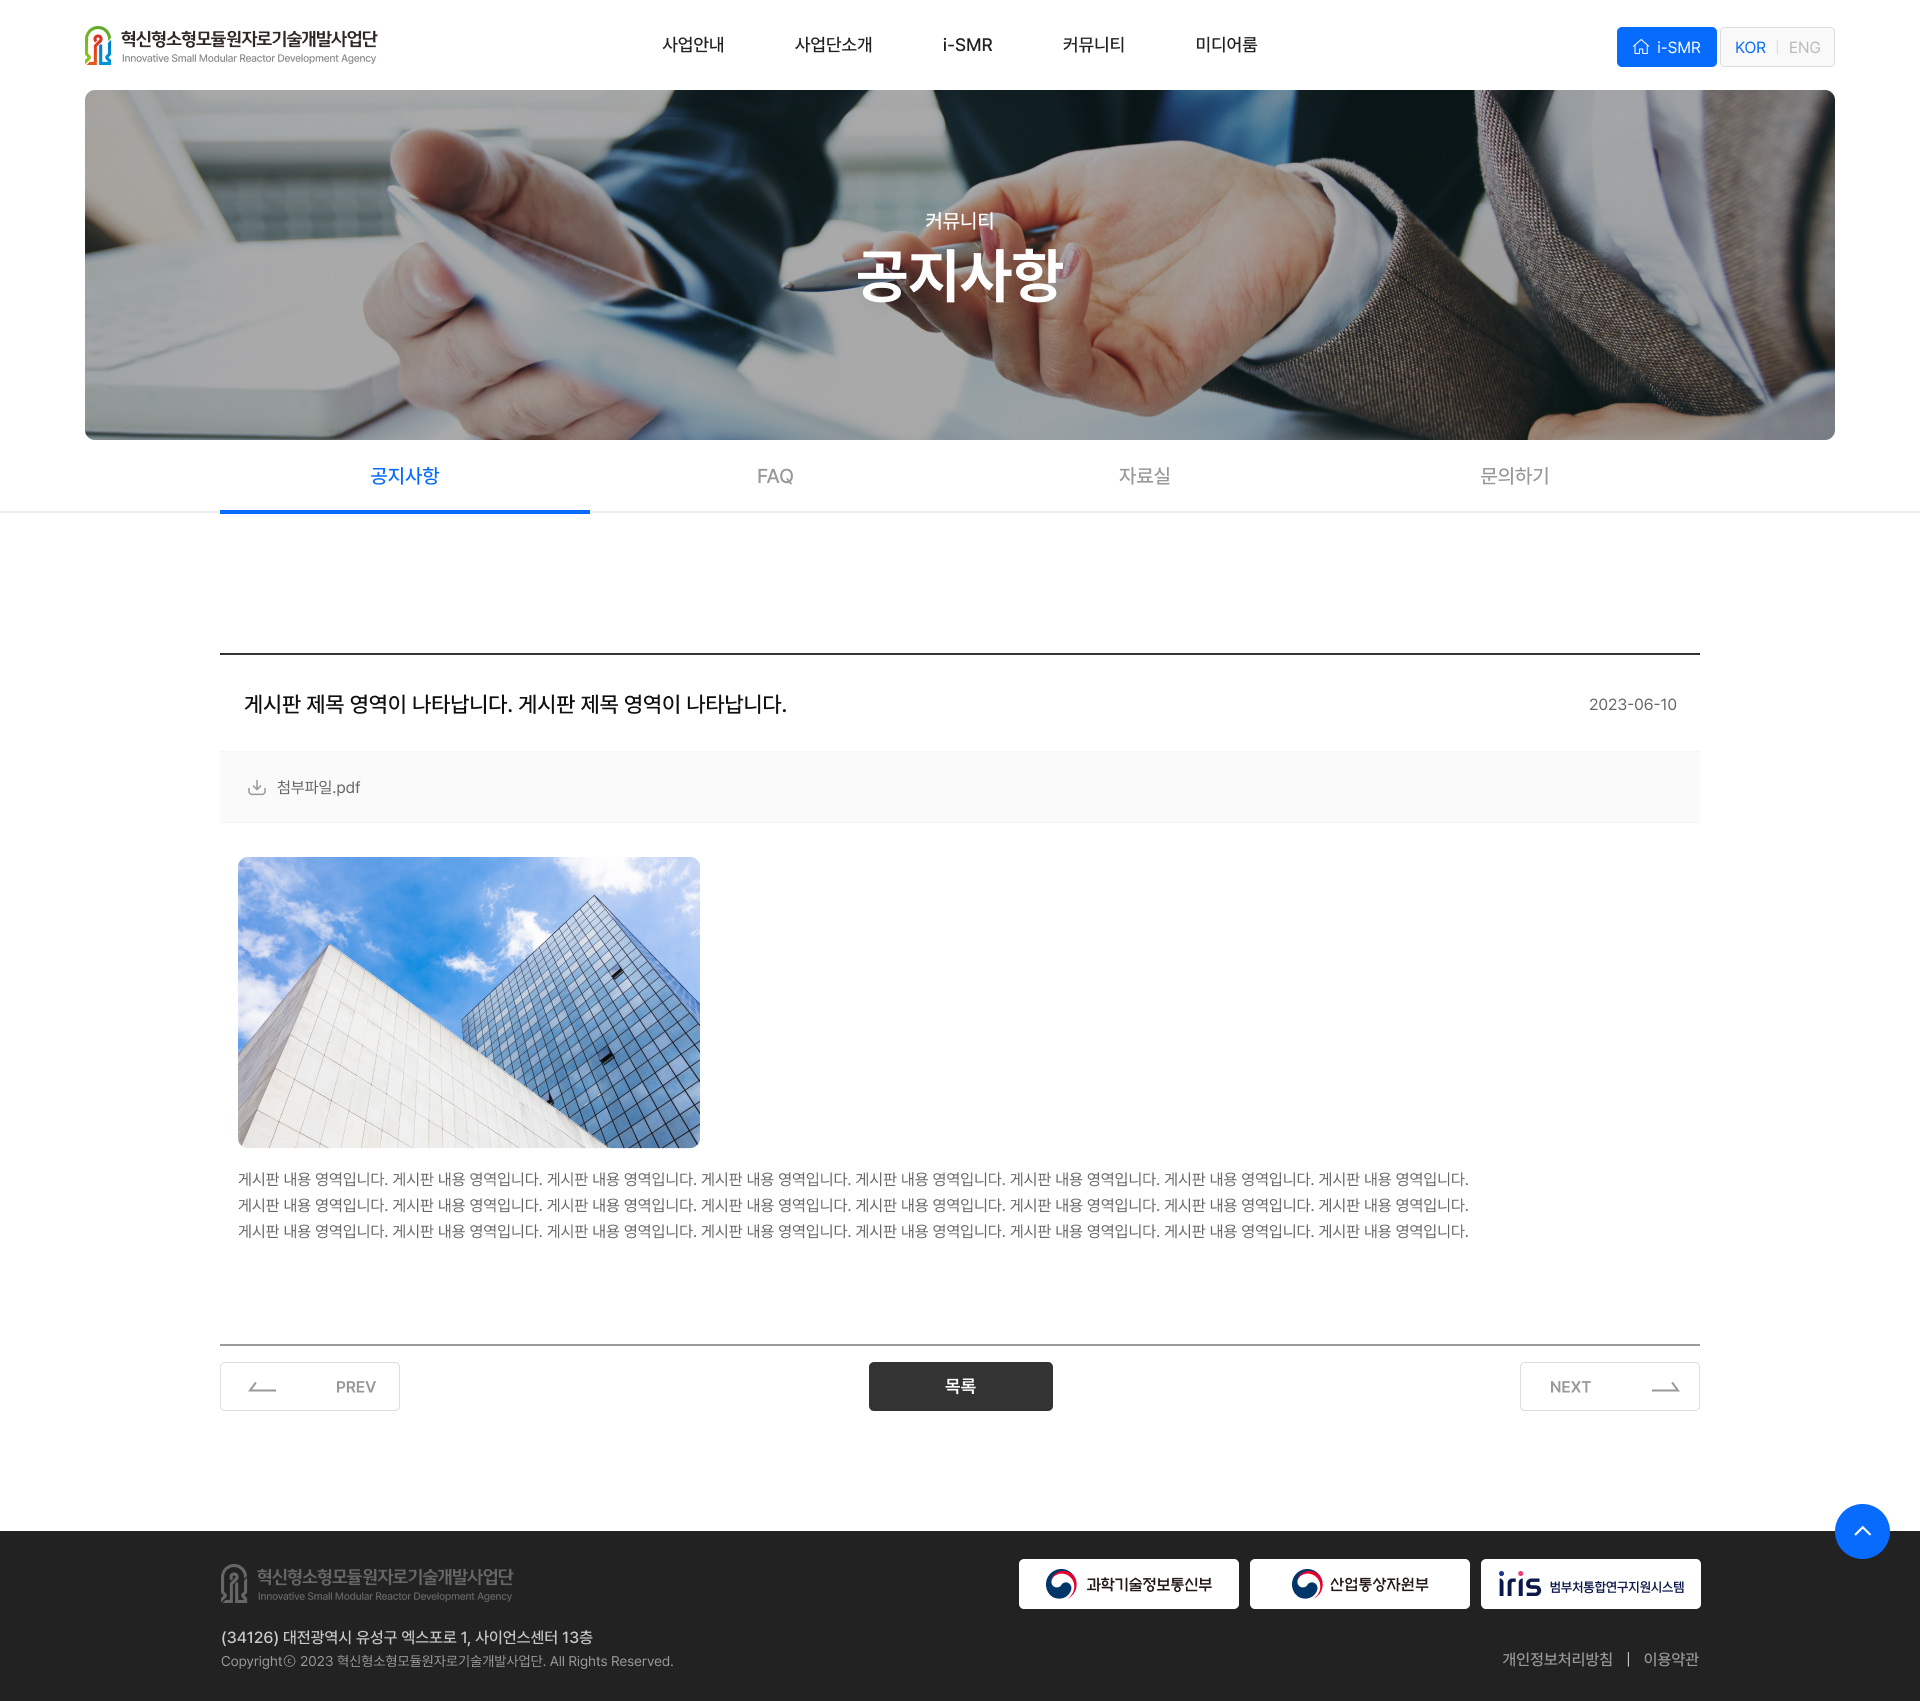 혁신형소형모듈원자로기술개발사업단
Innovative Small Modular Reactor Development Agency
사업안내
사업단소개
i-SMR
커뮤니티
미디어룸
i-SMR
KOR
ENG
커뮤니티
공지사항
공지사항
FAQ
자료실
문의하기
게시판 제목 영역이 나타납니다. 게시판 제목 영역이 나타납니다.
2023-06-10
첨부파일.pdf
게시판 내용 영역입니다. 게시판 내용 영역입니다. 게시판 내용 영역입니다. 게시판 내용 영역입니다. 게시판 내용 영역입니다. 게시판 내용 영역입니다. 게시판 내용 영역입니다. 게시판 내용 영역입니다.
게시판 내용 영역입니다. 게시판 내용 영역입니다. 게시판 내용 영역입니다. 게시판 내용 영역입니다. 게시판 내용 영역입니다. 게시판 내용 영역입니다. 게시판 내용 영역입니다. 게시판 내용 영역입니다.
게시판 내용 영역입니다. 게시판 내용 영역입니다. 게시판 내용 영역입니다. 게시판 내용 영역입니다. 게시판 내용 영역입니다. 게시판 내용 영역입니다. 게시판 내용 영역입니다. 게시판 내용 영역입니다.
PREV
목록
NEXT
혁신형소형모듈원자로기술개발사업단
Innovative Small Modular Reactor Development Agency
과학기술정보통신부
산업통상자원부
iris 범부처통합연구지원시스템
(34126) 대전광역시 유성구 엑스포로 1, 사이언스센터 13층
Copyrightⓒ 2023 혁신형소형모듈원자로기술개발사업단. All Rights Reserved.
개인정보처리방침 | 이용약관